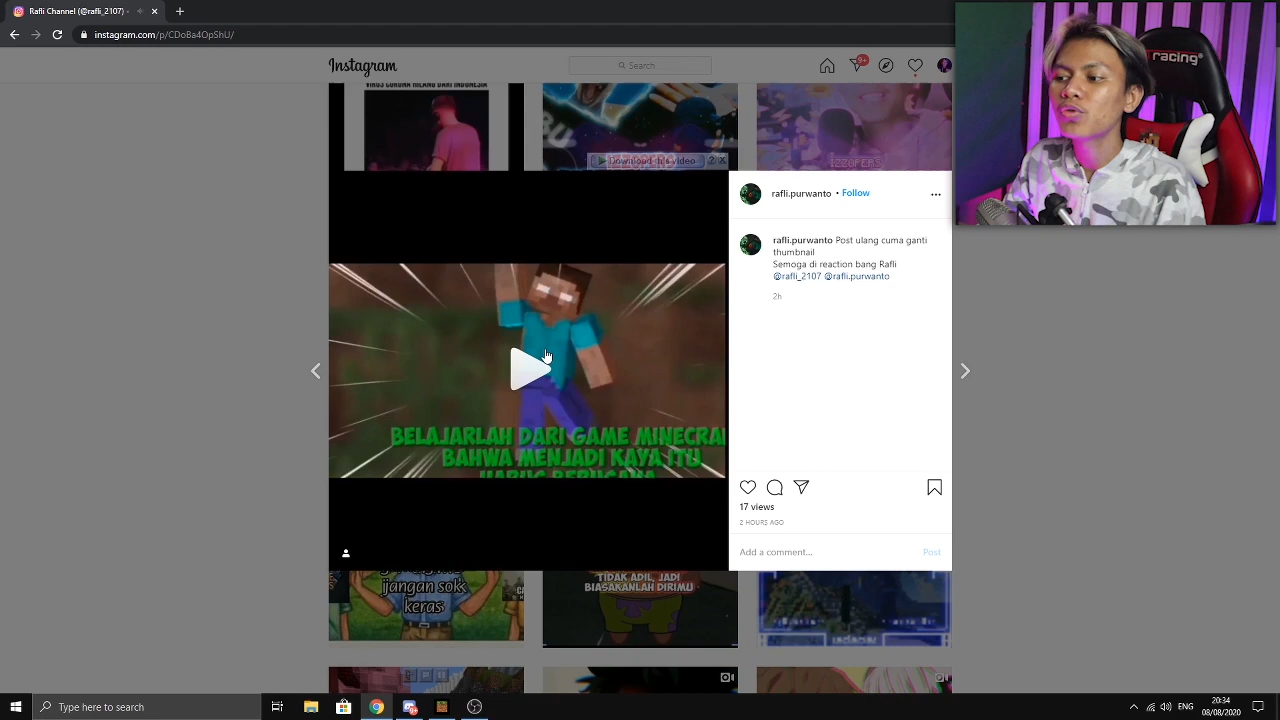 Rafli Channel (@rafli_2107) •
instagram.com/p/CDo8a4OpShU/
Instagram
Search
9+
racing
VIRUS CORONA HILANG DARI INDONESIA
Download this video
? X
rafli.purwanto • Follow
rafli.purwanto Post ulang cuma ganti
thumbnail
Semoga di reaction bang Rafli
@rafli_2107 @rafli.purwanto
2h
BELAJARLAH DARI GAME MINECRA
BAHWA MENJADI KAYA ITU
HARUS BERUSAHA
17 views
2 HOURS AGO
Add a comment...
Post
jangan sok
keras
TIDAK ADIL, JADI
BIASAKANLAH DIRIMU
Type here to search
ENG
20:34
08/08/2020